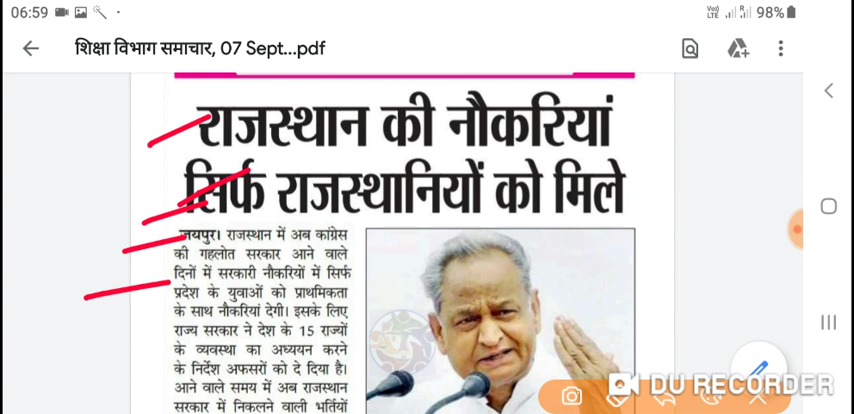 06:59
Vo)) LTE R 98%
शिक्षा विभाग समाचार, 07 Sept...pdf
राजस्थान की नौकरियां
सिर्फ राजस्थानियों को मिले
जयपुर। राजस्थान में अब कांग्रेस
की गहलोत सरकार आने वाले
दिनों में सरकारी नौकरियों में सिर्फ
प्रदेश के युवाओं को प्राथमिकता
के साथ नौकरियां देगी। इसके लिए
राज्य सरकार ने देश के 15 राज्यों
के व्यवस्था का अध्ययन करने
के निर्देश अफसरों को दे दिया है।
आने वाले समय में अब राजस्थान
सरकार में निकलने वाली भर्तियों
DU RECORDER